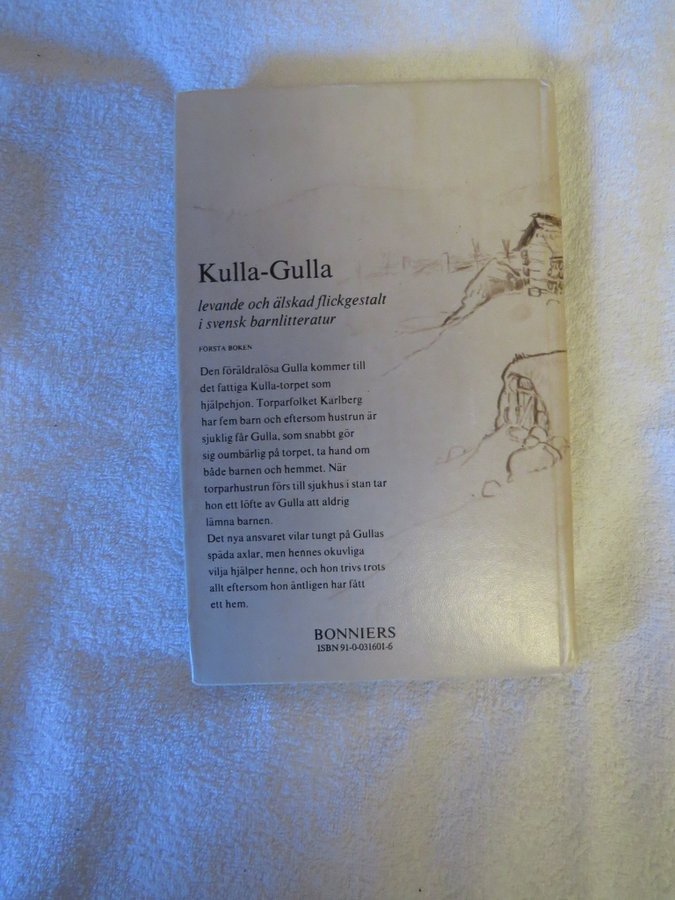 Kulla-Gulla
levande och älskad flickgestalt
i svensk barnlitteratur
FÖRSTA BOKEN
Den föräldralösa Gulla kommer till
det fattiga Kulla-torpet som
hjälpehjon. Torparfolket Karlberg
har fem barn och eftersom hustrun är
sjuklig får Gulla, som snabbt gör
sig oumbärlig på torpet, ta hand om
både barnen och hemmet. När
torparhustrun förs till sjukhus i stan tar
hon ett löfte av Gulla att aldrig
lämna barnen.
Det nya ansvaret vilar tungt på Gullas
späda axlar, men hennes okuvliga
vilja hjälper henne, och hon trivs trots
allt eftersom hon äntligen har fått
ett hem.
BONNIERS
ISBN 91-0-031601-6